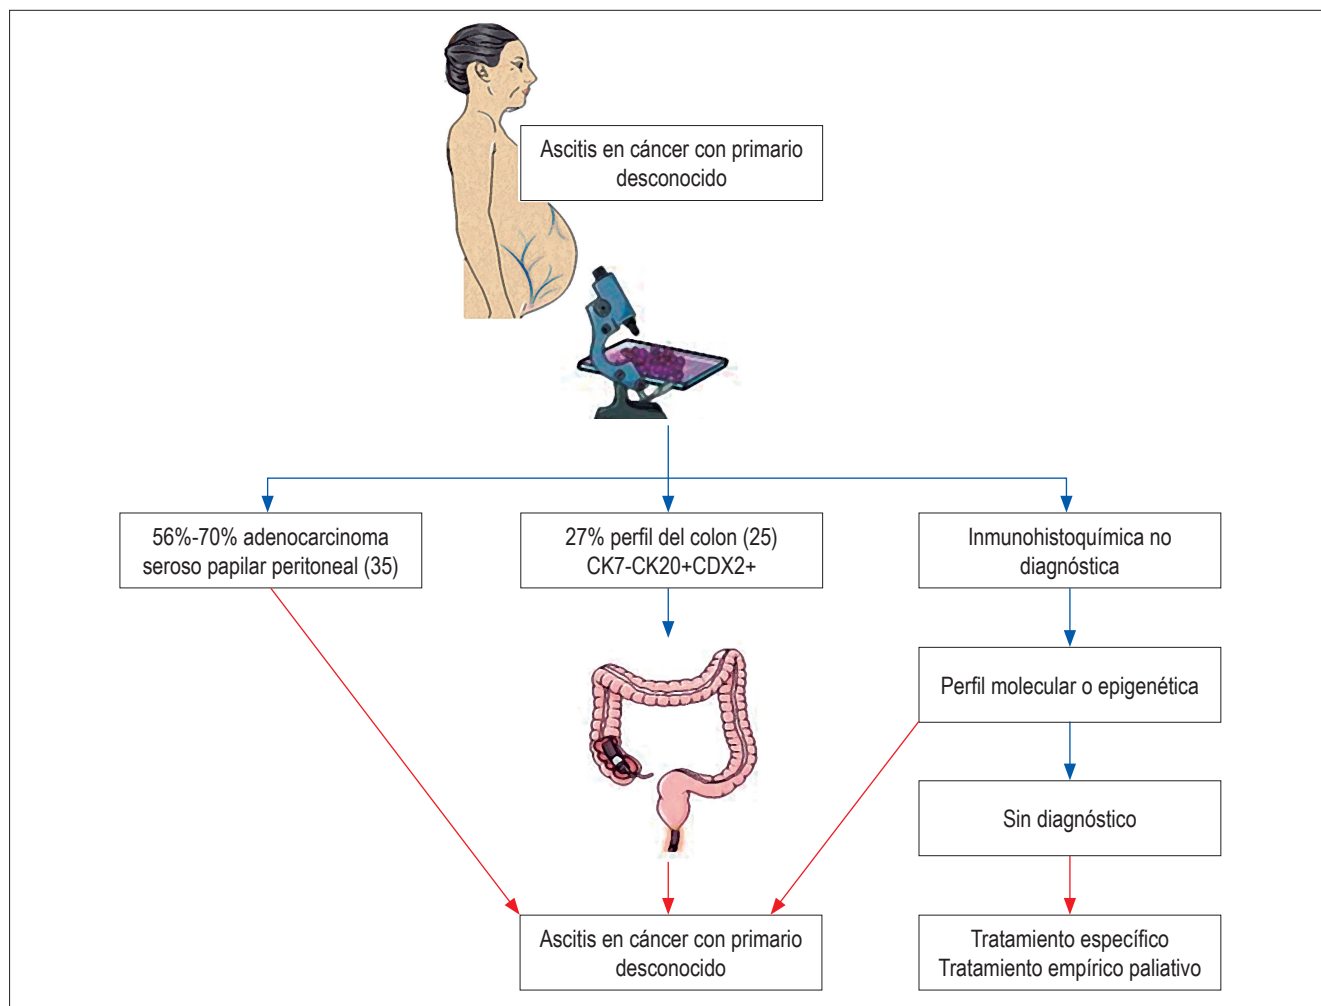 Ascitis en cáncer con primario
desconocido
56%-70% adenocarcinoma
seroso papilar peritoneal (35)
27% perfil del colon (25)
CK7-CK20+CDX2+
Inmunohistoquímica no
diagnóstica
Perfil molecular o epigenética
Sin diagnóstico
Ascitis en cáncer con primario
desconocido
Tratamiento específico
Tratamiento empírico paliativo